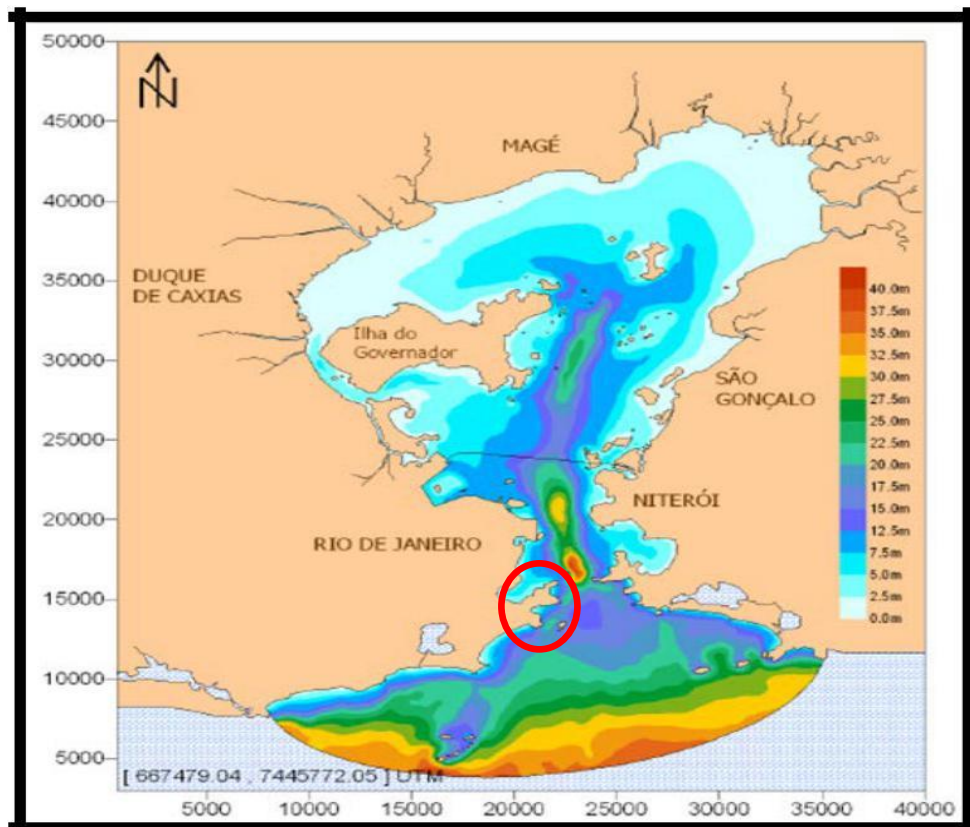 50000
45000
40000
35000
30000
25000
20000
15000
10000
5000
N
MAGÉ
DUQUE
DE CAXIAS
Ilha do
Governador
SÃO
GONÇALO
NITERÓI
RIO DE JANEIRO
40.0m
37.5m
35.0m
32.5m
30.0m
27.5m
25.0m
22.5m
20.0m
17.5m
15.0m
12.5m
7.5m
5.0m
2.5m
0.0m
[ 667479.04 , 7445772.05 ] UTM
5000 10000 15000 20000 25000 30000 35000 40000